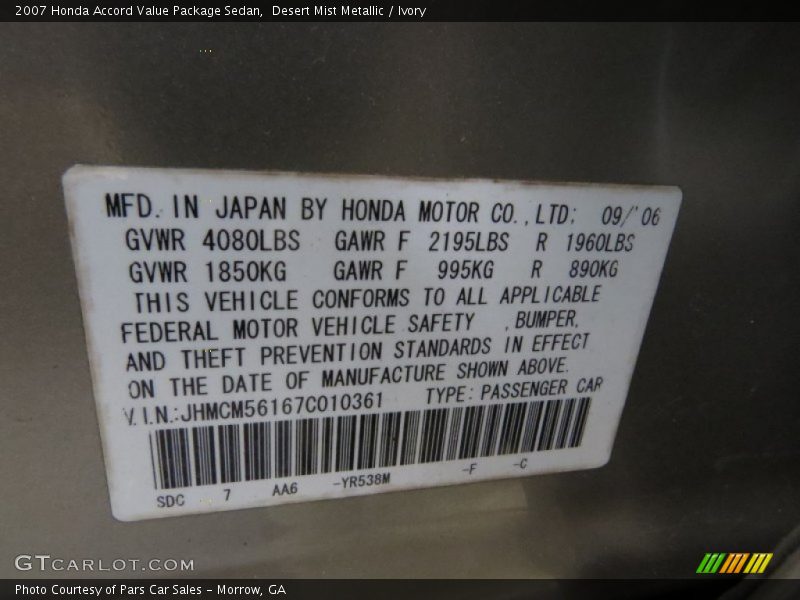 2007 Honda Accord Value Package Sedan,  Desert Mist Metallic / Ivory
MFD. IN JAPAN BY HONDA MOTOR CO.,LTD: 09/'06
GVWR 4080LBS GAWR F 2195LBS R 1960LBS
GVWR 1850KG GAWR F 995KG R 890KG
THIS VEHICLE CONFORMS TO ALL APPLICABLE
FEDERAL MOTOR VEHICLE SAFETY ,BUMPER,
AND THEFT PREVENTION STANDARDS IN EFFECT
ON THE DATE OF MANUFACTURE SHOWN ABOVE.
V.I.N.:JHMCM56167C010361 TYPE: PASSENGER CAR
SDC 7 AA6 -YR538M -F -C
GTCARLOT.COM
Photo Courtesy of Pars Car Sales - Morrow, GA